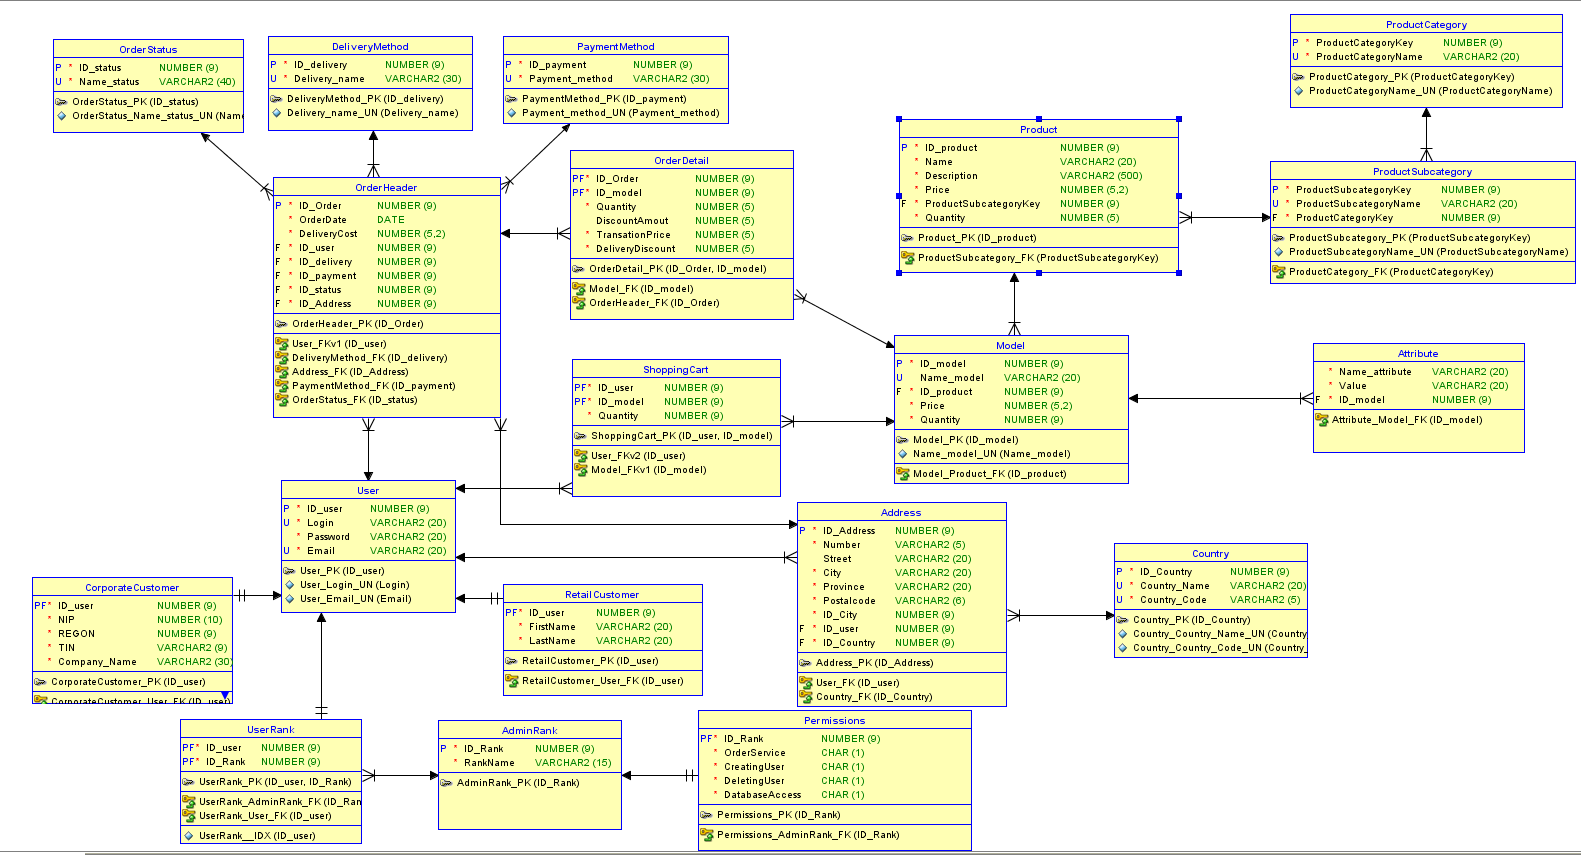 OrderStatus
P * ID_status NUMBER (9)
U * Name_status VARCHAR2 (40)
OrderStatus_PK (ID_status)
OrderStatus_Name_status_UN (Nam
DeliveryMethod
P * ID_delivery NUMBER (9)
U * Delivery_name VARCHAR2 (30)
DeliveryMethod_PK (ID_delivery)
Delivery_name_UN (Delivery_name)
PaymentMethod
P * ID_payment NUMBER (9)
U * Payment_method VARCHAR2 (30)
PaymentMethod_PK (ID_payment)
Payment_method_UN (Payment_method)
ProductCategory
P * ProductCategoryKey NUMBER (9)
U * ProductCategoryName VARCHAR2 (20)
ProductCategory_PK (ProductCategoryKey)
ProductCategoryName_UN (ProductCategoryName)
OrderHeader
P * ID_Order NUMBER (9)
* OrderDate DATE
* DeliveryCost NUMBER (5,2)
F * ID_user NUMBER (9)
F * ID_delivery NUMBER (9)
F * ID_payment NUMBER (9)
F * ID_status NUMBER (9)
F * ID_Address NUMBER (9)
OrderHeader_PK (ID_Order)
User_FKv1 (ID_user)
DeliveryMethod_FK (ID_delivery)
Address_FK (ID_Address)
PaymentMethod_FK (ID_payment)
OrderStatus_FK (ID_status)
OrderDetail
PF* ID_Order NUMBER (9)
PF* ID_model NUMBER (9)
* Quantity NUMBER (5)
DiscountAmout NUMBER (5)
* TransationPrice NUMBER (5)
* DeliveryDiscount NUMBER (5)
OrderDetail_PK (ID_Order, ID_model)
Model_FK (ID_model)
OrderHeader_FK (ID_Order)
Product
P * ID_product NUMBER (9)
* Name VARCHAR2 (20)
* Description VARCHAR2 (500)
* Price NUMBER (5,2)
F * ProductSubcategoryKey NUMBER (9)
* Quantity NUMBER (5)
Product_PK (ID_product)
ProductSubcategory_FK (ProductSubcategoryKey)
ProductSubcategory
P * ProductSubcategoryKey NUMBER (9)
U * ProductSubcategoryName VARCHAR2 (20)
F * ProductCategoryKey NUMBER (9)
ProductSubcategory_PK (ProductSubcategoryKey)
ProductSubcategoryName_UN (ProductSubcategoryName)
ProductCategory_FK (ProductCategoryKey)
ShoppingCart
PF* ID_user NUMBER (9)
PF* ID_model NUMBER (9)
* Quantity NUMBER (9)
ShoppingCart_PK (ID_user, ID_model)
User_FKv2 (ID_user)
Model_FKv1 (ID_model)
Model
P * ID_model NUMBER (9)
U Name_model VARCHAR2 (20)
F * ID_product NUMBER (9)
* Price NUMBER (5,2)
* Quantity NUMBER (9)
Model_PK (ID_model)
Name_model_UN (Name_model)
Model_Product_FK (ID_product)
Attribute
* Name_attribute VARCHAR2 (20)
* Value VARCHAR2 (20)
F * ID_model NUMBER (9)
Attribute_Model_FK (ID_model)
User
P * ID_user NUMBER (9)
U * Login VARCHAR2 (20)
* Password VARCHAR2 (20)
U * Email VARCHAR2 (20)
User_PK (ID_user)
User_Login_UN (Login)
User_Email_UN (Email)
Address
P * ID_Address NUMBER (9)
* Number VARCHAR2 (5)
Street VARCHAR2 (20)
* City VARCHAR2 (20)
* Province VARCHAR2 (20)
* Postalcode VARCHAR2 (6)
* ID_City NUMBER (9)
F * ID_user NUMBER (9)
F * ID_Country NUMBER (9)
Address_PK (ID_Address)
User_FK (ID_user)
Country_FK (ID_Country)
Country
P * ID_Country NUMBER (9)
U * Country_Name VARCHAR2 (20)
U * Country_Code VARCHAR2 (5)
Country_PK (ID_Country)
Country_Country_Name_UN (Country
Country_Country_Code_UN (Country_
CorporateCustomer
PF* ID_user NUMBER (9)
* NIP NUMBER (10)
* REGON NUMBER (9)
* TIN VARCHAR2 (9)
* Company_Name VARCHAR2 (30)
CorporateCustomer_PK (ID_user)
CorporateCustomer_User_FK (ID_user)
RetailCustomer
PF* ID_user NUMBER (9)
* FirstName VARCHAR2 (20)
* LastName VARCHAR2 (20)
RetailCustomer_PK (ID_user)
RetailCustomer_User_FK (ID_user)
UserRank
PF* ID_user NUMBER (9)
PF* ID_Rank NUMBER (9)
UserRank_PK (ID_user, ID_Rank)
UserRank_AdminRank_FK (ID_Ran
UserRank_User_FK (ID_user)
UserRank__IDX (ID_user)
AdminRank
P * ID_Rank NUMBER (9)
* RankName VARCHAR2 (15)
AdminRank_PK (ID_Rank)
Permissions
PF* ID_Rank NUMBER (9)
* OrderService CHAR (1)
* CreatingUser CHAR (1)
* DeletingUser CHAR (1)
* DatabaseAccess CHAR (1)
Permissions_PK (ID_Rank)
Permissions_AdminRank_FK (ID_Rank)